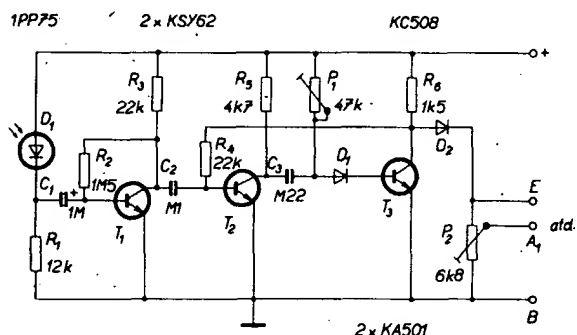 1PP75 2 x KSY62 KC508
+
R3
22k
R5
4k7
P1
47k
R6
1k5
D1
R2
1M5
C1
1M
+
C2
M1
R4
22k
C3
M22
D1
D2
T1
T2
T3
R1
12k
E
P2
6k8
A1 atd.
B
2 x KA501